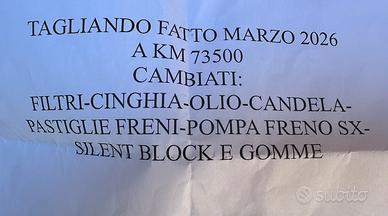 TAGLIANDO FATTO MARZO 2026
A KM 73500
CAMBIATI:
FILTRI-CINGHIA-OLIO-CANDELA-
PASTIGLIE FRENI-POMPA FRENO SX-
SILENT BLOCK E GOMME
subito